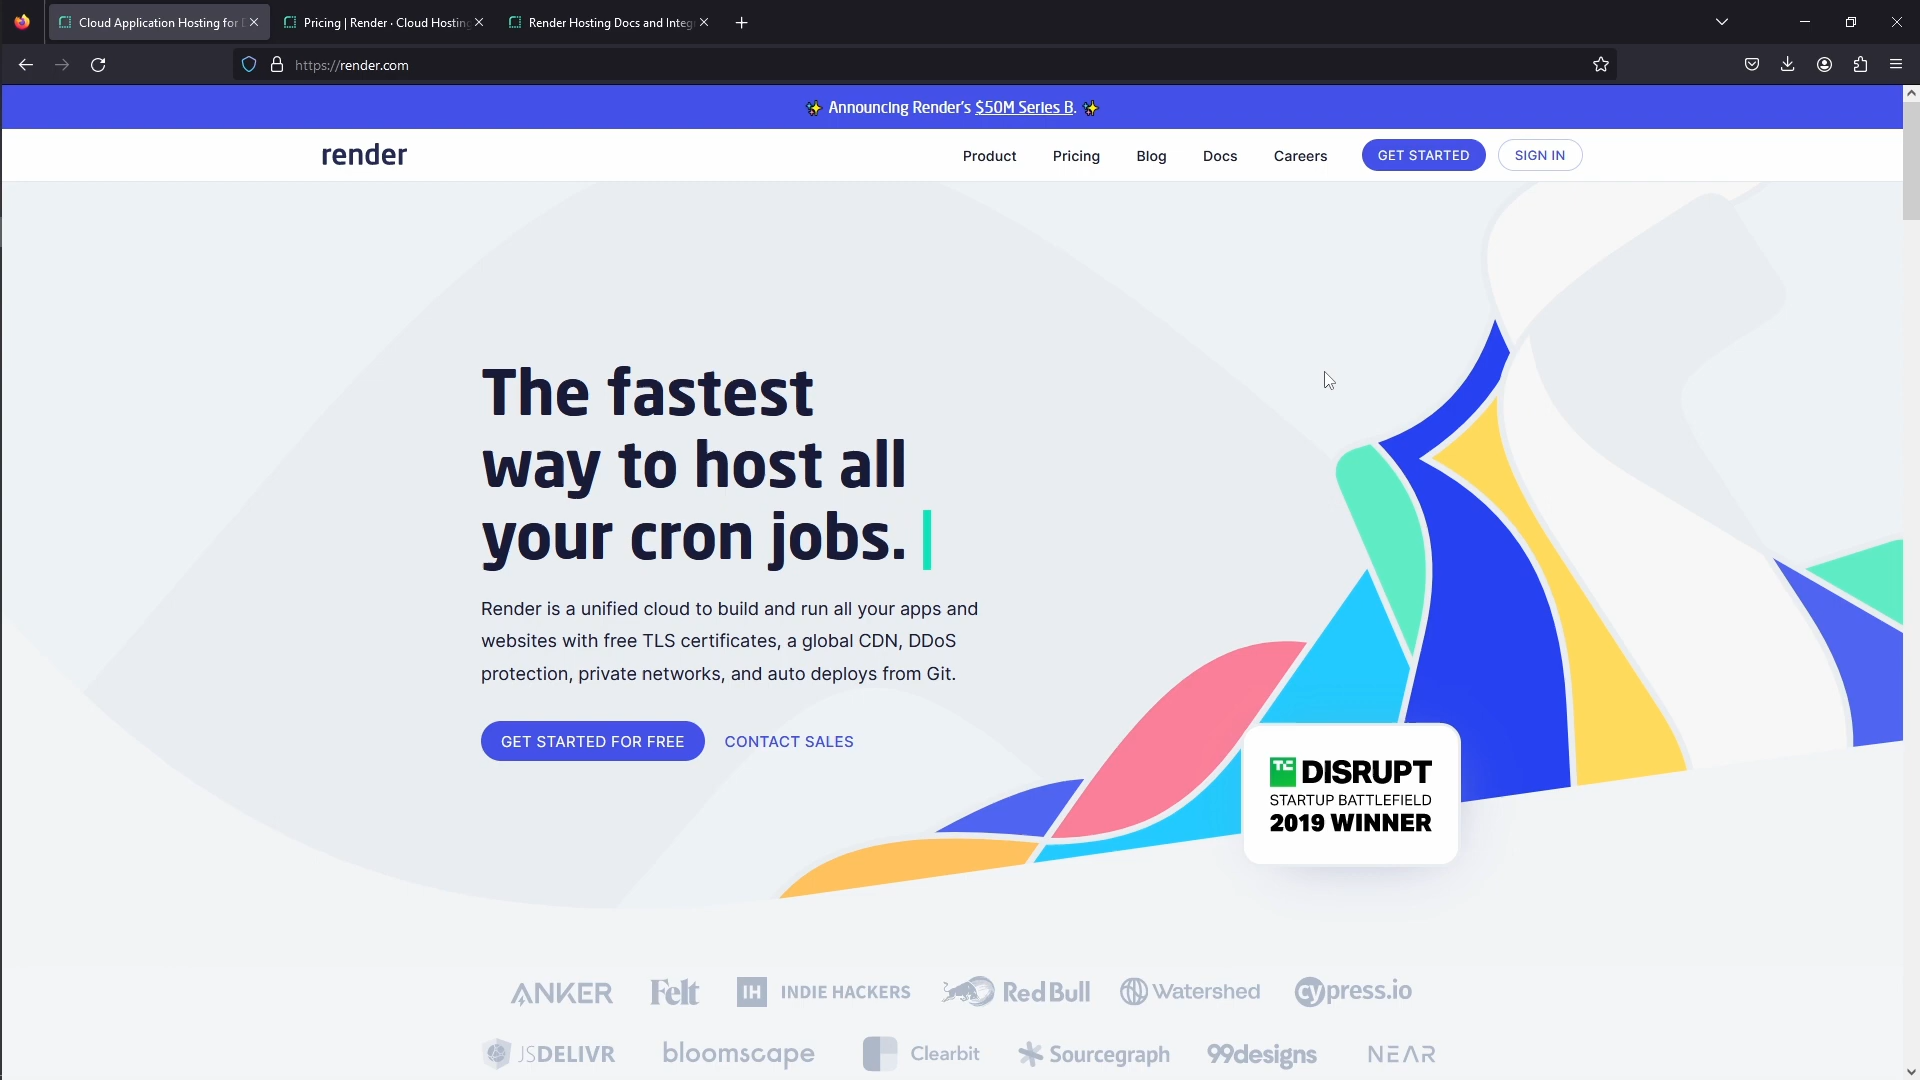 Cloud Application Hosting for D
Pricing | Render · Cloud Hosting
Render Hosting Docs and Integ
https://render.com
✨ Announcing Render's $50M Series B. ✨
render
Product
Pricing
Blog
Docs
Careers
GET STARTED
SIGN IN
The fastest
way to host all
your cron jobs.
Render is a unified cloud to build and run all your apps and
websites with free TLS certificates, a global CDN, DDoS
protection, private networks, and auto deploys from Git.
GET STARTED FOR FREE
CONTACT SALES
TC DISRUPT
STARTUP BATTLEFIELD
2019 WINNER
ANKER
Felt
IH INDIE HACKERS
Red Bull
Watershed
cypress.io
JSDELIVR
bloomscape
Clearbit
Sourcegraph
99designs
NEAR